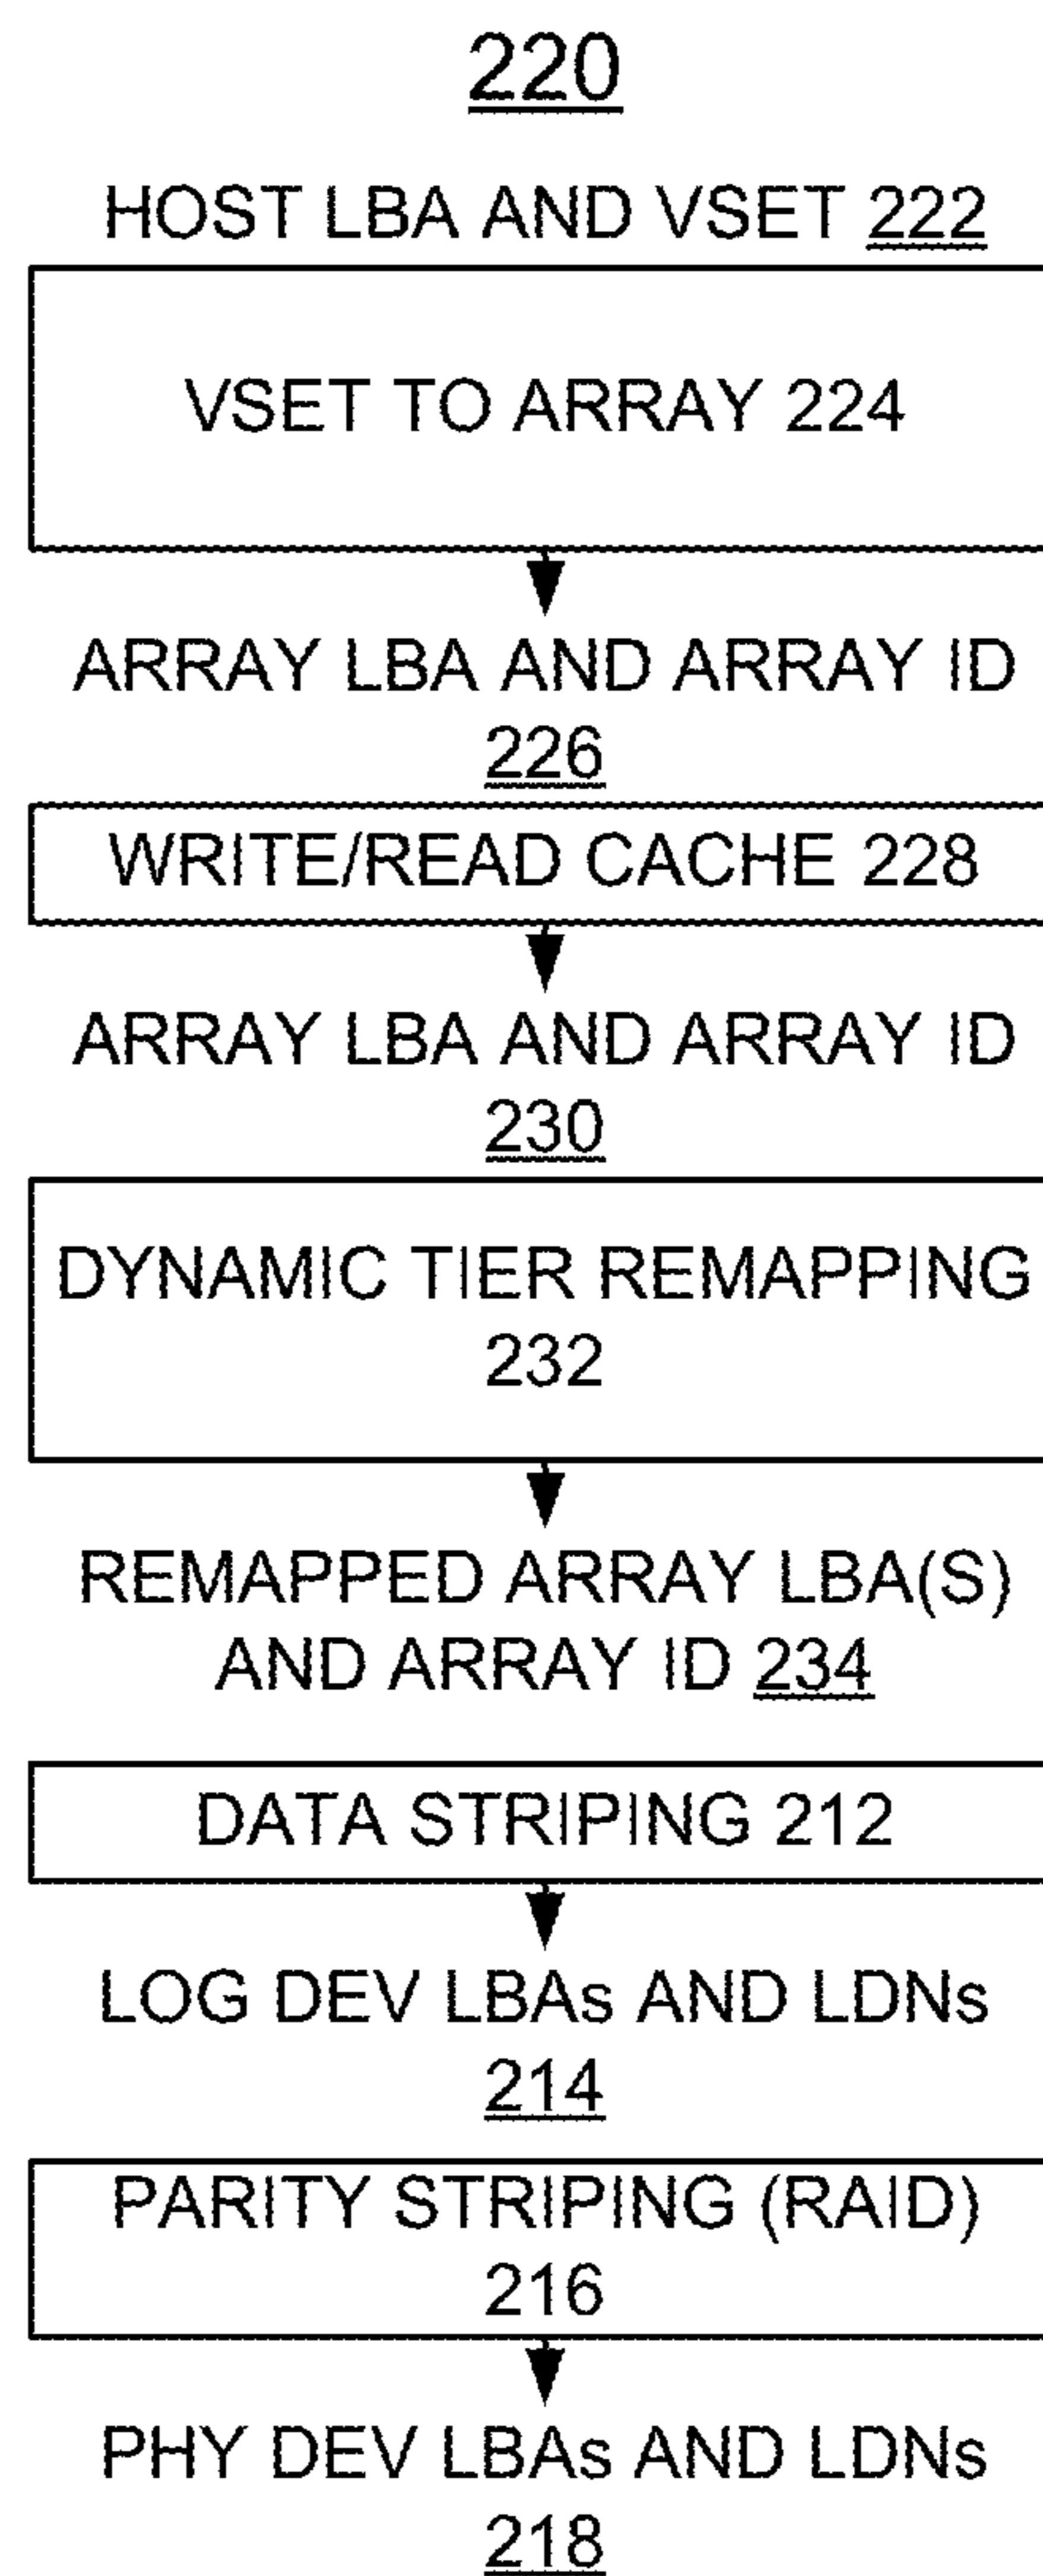 220
HOST LBA AND VSET 222
VSET TO ARRAY 224
ARRAY LBA AND ARRAY ID
226
WRITE/READ CACHE 228
ARRAY LBA AND ARRAY ID
230
DYNAMIC TIER REMAPPING
232
REMAPPED ARRAY LBA(S)
AND ARRAY ID 234
DATA STRIPING 212
LOG DEV LBAs AND LDNs
214
PARITY STRIPING (RAID)
216
PHY DEV LBAs AND LDNs
218